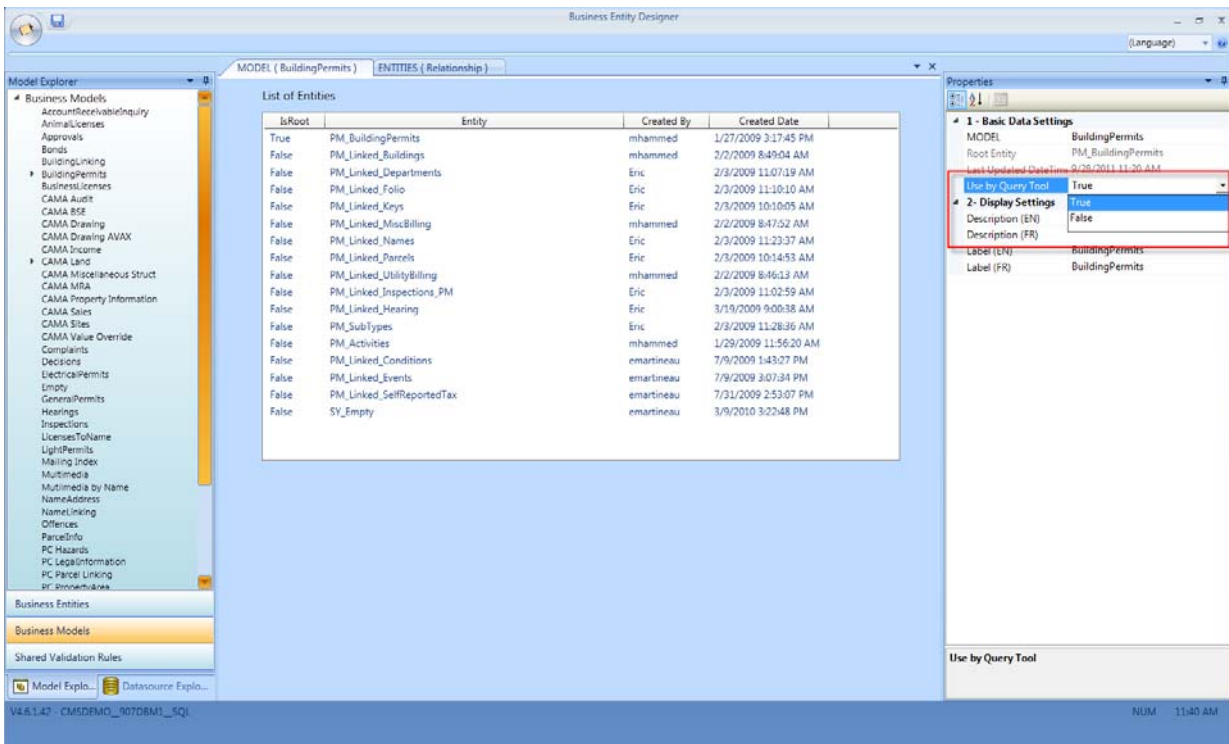 Business Entity Designer
(Language)
MODEL ( BuildingPermits )
ENTITIES ( Relationship )
Model Explorer
Business Models
AccountReceivableInquiry
AnimalLicenses
Approvals
Bonds
BuildingLinking
BuildingPermits
BusinessLicenses
CAMA Audit
CAMA BSE
CAMA Drawing
CAMA Drawing AVAX
CAMA Income
CAMA Land
CAMA Miscellaneous Struct
CAMA MRA
CAMA Property Information
CAMA Sales
CAMA Sites
CAMA Value Override
Complaints
Decisions
ElectricalPermits
Empty
GeneralPermits
Hearings
Inspections
LicensesToName
LightPermits
Mailing Index
Multimedia
Mutlimedia by Name
NameAddress
NameLinking
Offences
ParcelInfo
PC Hazards
PC LegalInformation
PC Parcel Linking
PC PropertyArea
Business Entities
Business Models
Shared Validation Rules
Model Explo...
Datasource Explo...
List of Entities
IsRoot Entity Created By Created Date
True PM_BuildingPermits mhammed 1/27/2009 3:17:45 PM
False PM_Linked_Buildings mhammed 2/2/2009 8:49:04 AM
False PM_Linked_Departments Eric 2/3/2009 11:07:19 AM
False PM_Linked_Folio Eric 2/3/2009 11:10:10 AM
False PM_Linked_Keys Eric 2/3/2009 10:10:05 AM
False PM_Linked_MiscBilling mhammed 2/2/2009 8:47:52 AM
False PM_Linked_Names Eric 2/3/2009 11:23:37 AM
False PM_Linked_Parcels Eric 2/3/2009 10:14:53 AM
False PM_Linked_UtilityBilling mhammed 2/2/2009 8:46:13 AM
False PM_Linked_Inspections_PM Eric 2/3/2009 11:02:59 AM
False PM_Linked_Hearing Eric 3/19/2009 9:00:38 AM
False PM_SubTypes Eric 2/3/2009 11:28:36 AM
False PM_Activities mhammed 1/29/2009 11:56:20 AM
False PM_Linked_Conditions emartineau 7/9/2009 1:43:27 PM
False PM_Linked_Events emartineau 7/9/2009 3:07:34 PM
False PM_Linked_SelfReportedTax emartineau 7/31/2009 2:53:07 PM
False SY_Empty emartineau 3/9/2010 3:22:48 PM
Properties
1 - Basic Data Settings
MODEL BuildingPermits
Root Entity PM_BuildingPermits
Last Updated DateTime 9/28/2011 11:20 AM
Use by Query Tool True
2- Display Settings True
Description (EN) False
Description (FR)
Label (EN) BuildingPermits
Label (FR) BuildingPermits
Use by Query Tool
V4.6.1.42 - CMSDEMO__907DBM1__SQL
NUM 11:40 AM